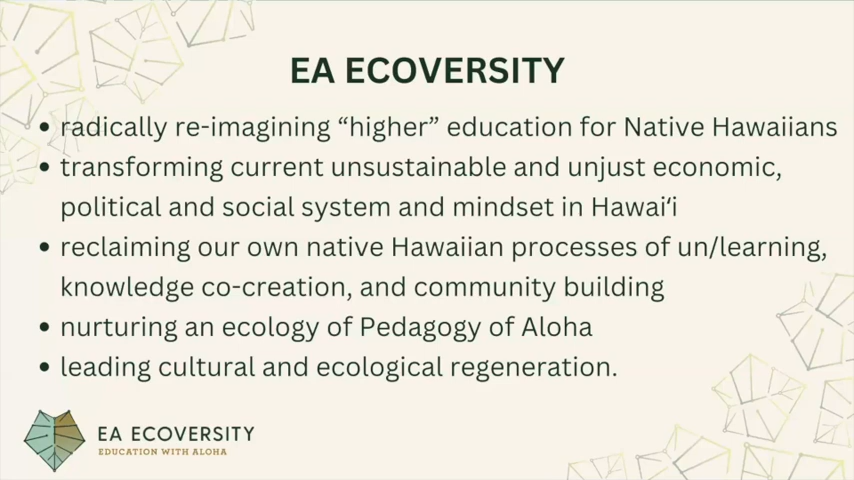 EA ECOVERSITY
• radically re-imagining “higher” education for Native Hawaiians
• transforming current unsustainable and unjust economic,
political and social system and mindset in Hawaiʻi
• reclaiming our own native Hawaiian processes of un/learning,
knowledge co-creation, and community building
• nurturing an ecology of Pedagogy of Aloha
• leading cultural and ecological regeneration.
EA ECOVERSITY
EDUCATION WITH ALOHA